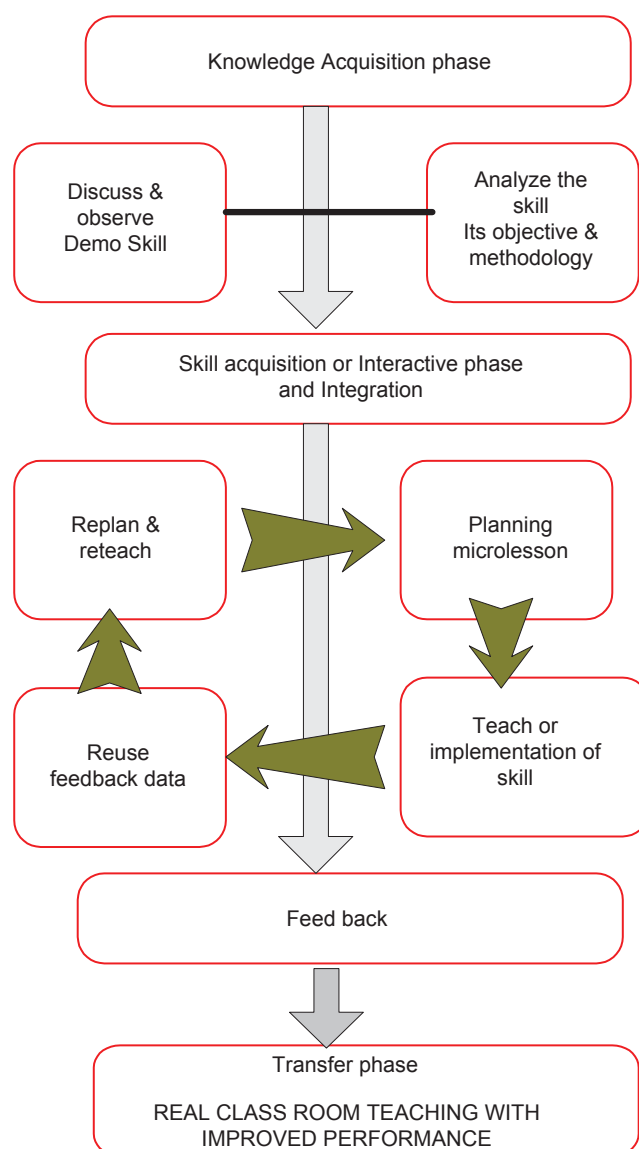 Knowledge Acquisition phase
Discuss &
observe
Demo Skill
Analyze the
skill
Its objective &
methodology
Skill acquisition or Interactive phase
and Integration
Replan &
reteach
Planning
microlesson
Reuse
feedback data
Teach or
implementation of
skill
Feed back
Transfer phase
REAL CLASS ROOM TEACHING WITH
IMPROVED PERFORMANCE